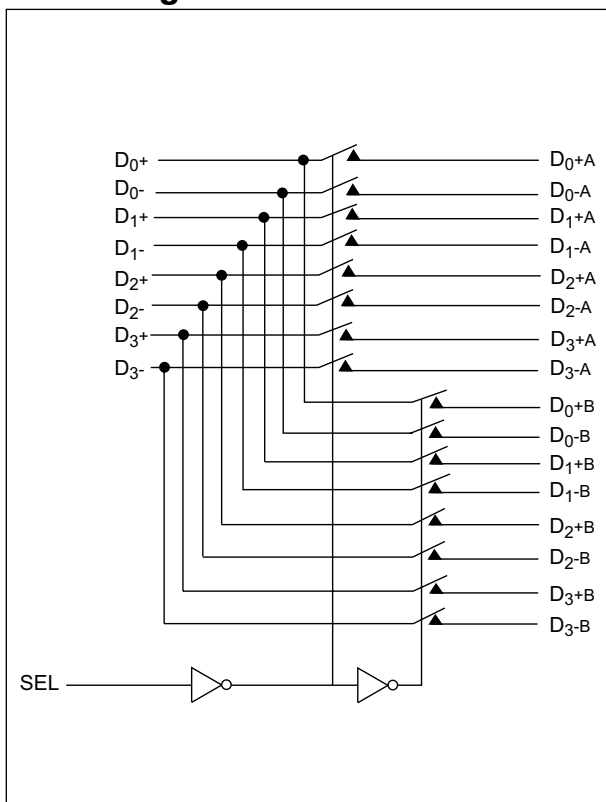 D0+
D0-
D1+
D1-
D2+
D2-
D3+
D3-
D0+A
D0-A
D1+A
D1-A
D2+A
D2-A
D3+A
D3-A
D0+B
D0-B
D1+B
D1-B
D2+B
D2-B
D3+B
D3-B
SEL